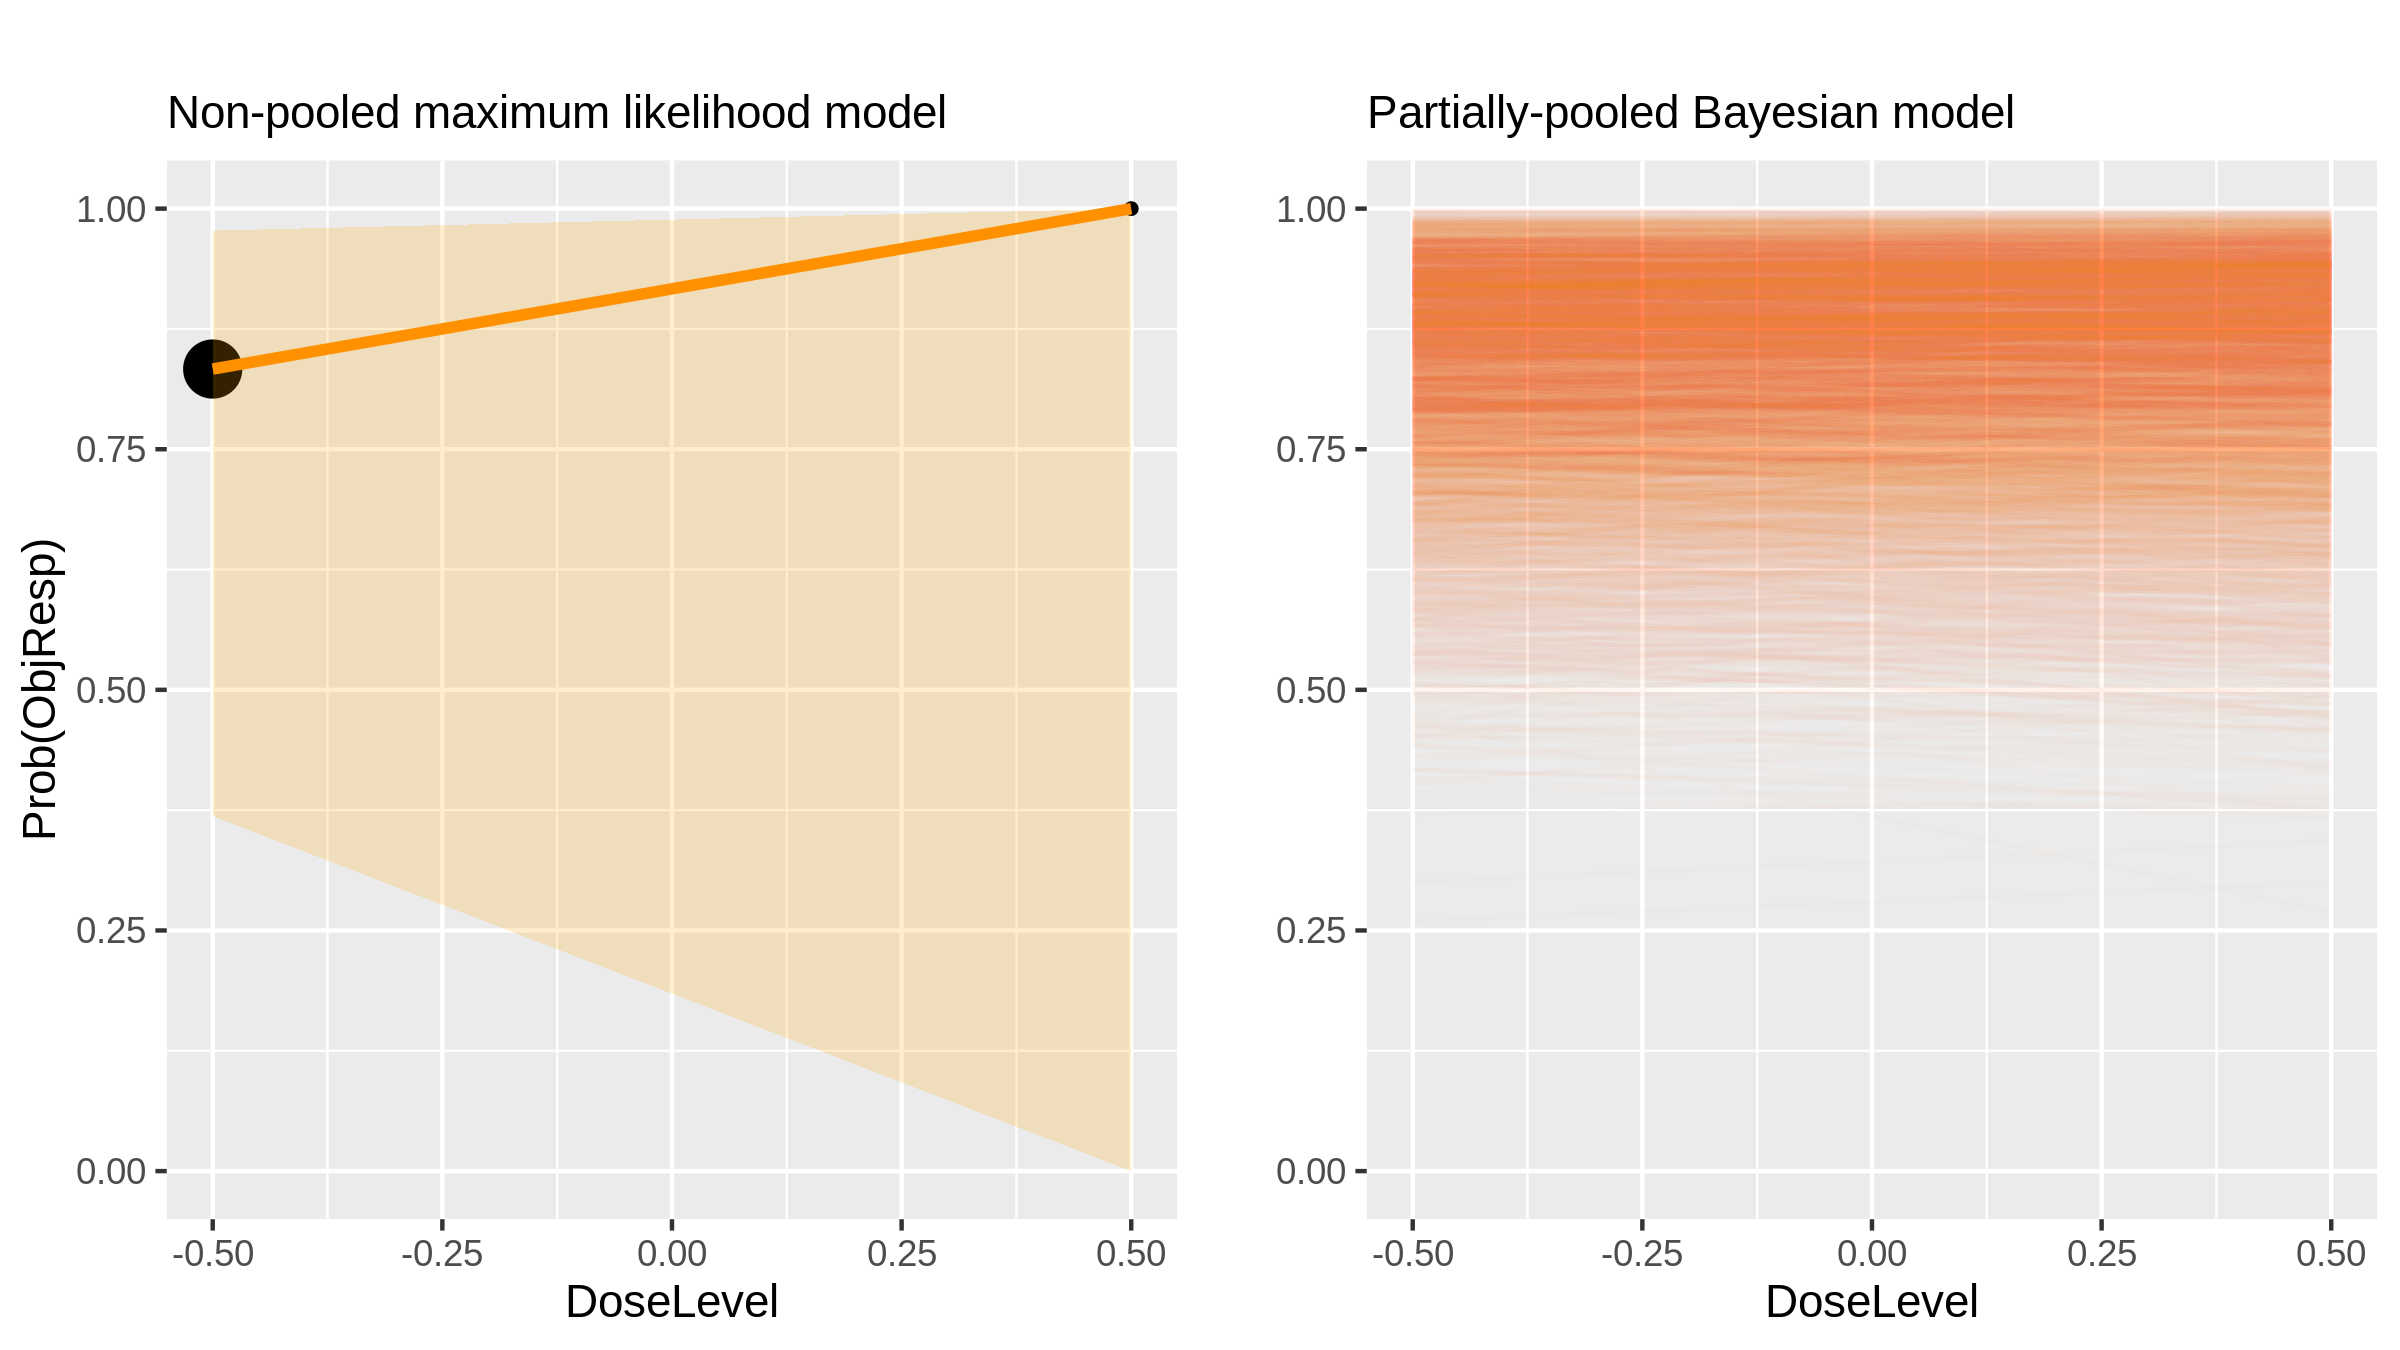 Non-pooled maximum likelihood model
Partially-pooled Bayesian model
Prob(ObjResp)
1.00
0.75
0.50
0.25
0.00
-0.50 -0.25 0.00 0.25 0.50
DoseLevel
1.00
0.75
0.50
0.25
0.00
-0.50 -0.25 0.00 0.25 0.50
DoseLevel